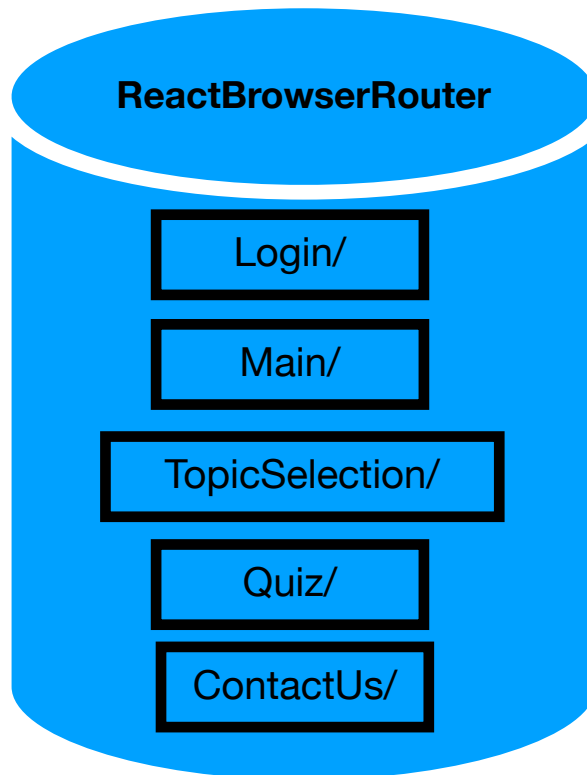 ReactBrowserRouter
Login/
Main/
TopicSelection/
Quiz/
ContactUs/